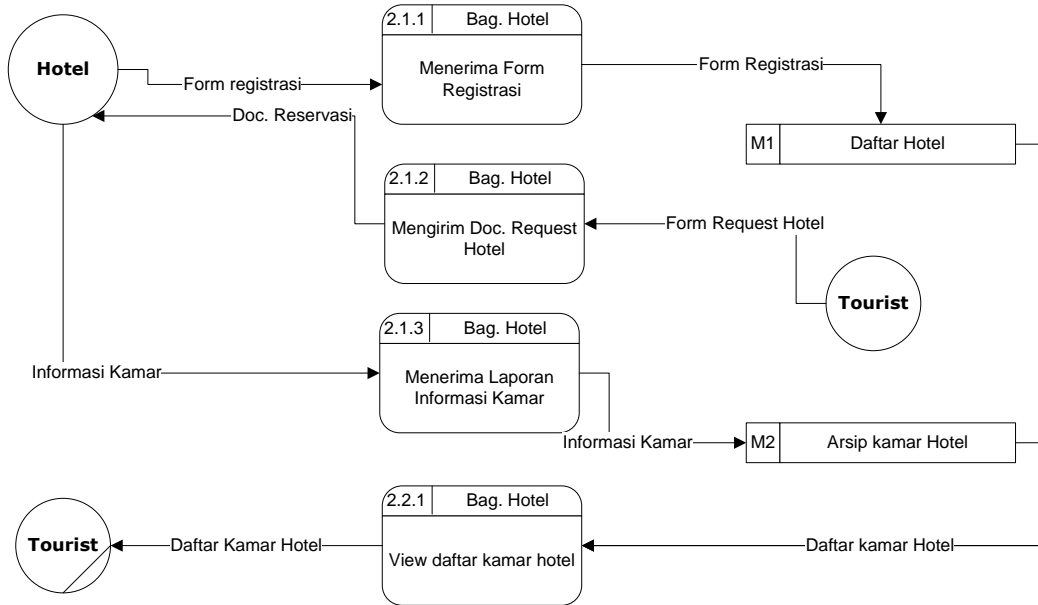 2.1.1 Bag. Hotel
Hotel
Menerima Form
Registrasi
Form registrasi
Form Registrasi
Doc. Reservasi
M1 Daftar Hotel
2.1.2 Bag. Hotel
Mengirim Doc. Request
Hotel
Form Request Hotel
Tourist
2.1.3 Bag. Hotel
Informasi Kamar
Menerima Laporan
Informasi Kamar
Informasi Kamar
M2 Arsip kamar Hotel
2.2.1 Bag. Hotel
Tourist
Daftar Kamar Hotel
View daftar kamar hotel
Daftar kamar Hotel